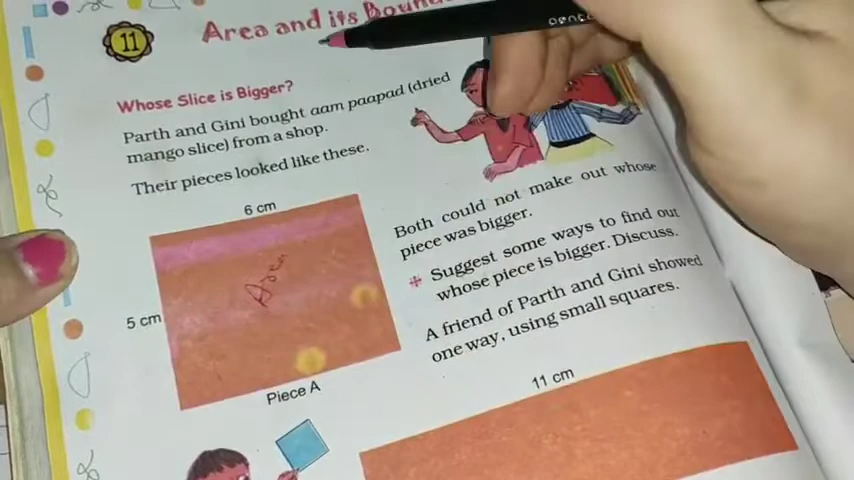 11
Area and its
Whose Slice is Bigger?
Parth and Gini bought aam paapad (dried
mango slice) from a shop.
Their pieces looked like these.
6 cm
5 cm
Area
Piece A
Both could not make out whose
piece was bigger.
Suggest some ways to find out
whose piece is bigger. Discuss.
A friend of Parth and Gini showed
one way, using small squares.
11 cm